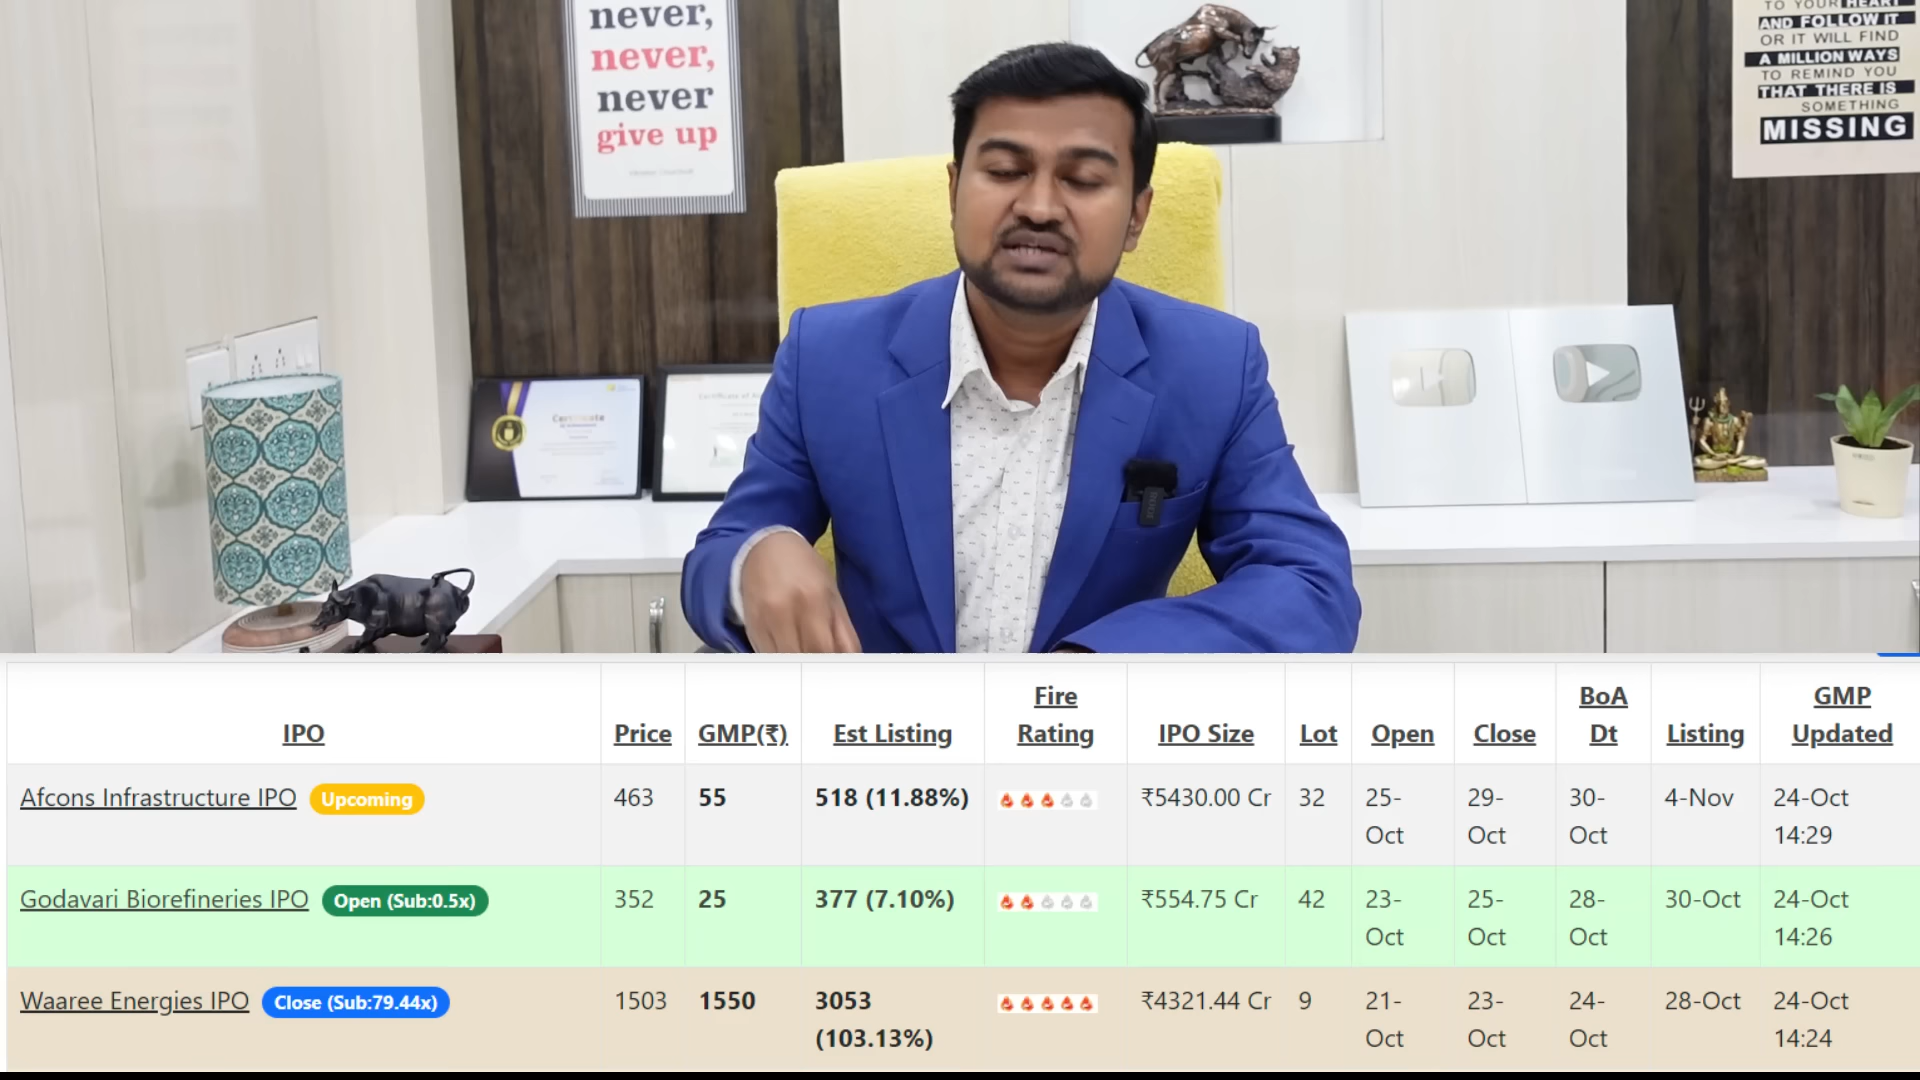 never,
never,
never
give up
TO YOUR HEART
AND FOLLOW IT
OR IT WILL FIND
A MILLION WAYS
TO REMIND YOU
THAT THERE IS
SOMETHING
MISSING
Certificate
IPO Price GMP(₹) Est Listing Fire Rating IPO Size Lot Open Close BoA Dt Listing GMP Updated
Afcons Infrastructure IPO Upcoming 463 55 518 (11.88%) ₹5430.00 Cr 32 25-Oct 29-Oct 30-Oct 4-Nov 24-Oct 14:29
Godavari Biorefineries IPO Open (Sub:0.5x) 352 25 377 (7.10%) ₹554.75 Cr 42 23-Oct 25-Oct 28-Oct 30-Oct 24-Oct 14:26
Waaree Energies IPO Close (Sub:79.44x) 1503 1550 3053 (103.13%) ₹4321.44 Cr 9 21-Oct 23-Oct 24-Oct 28-Oct 24-Oct 14:24